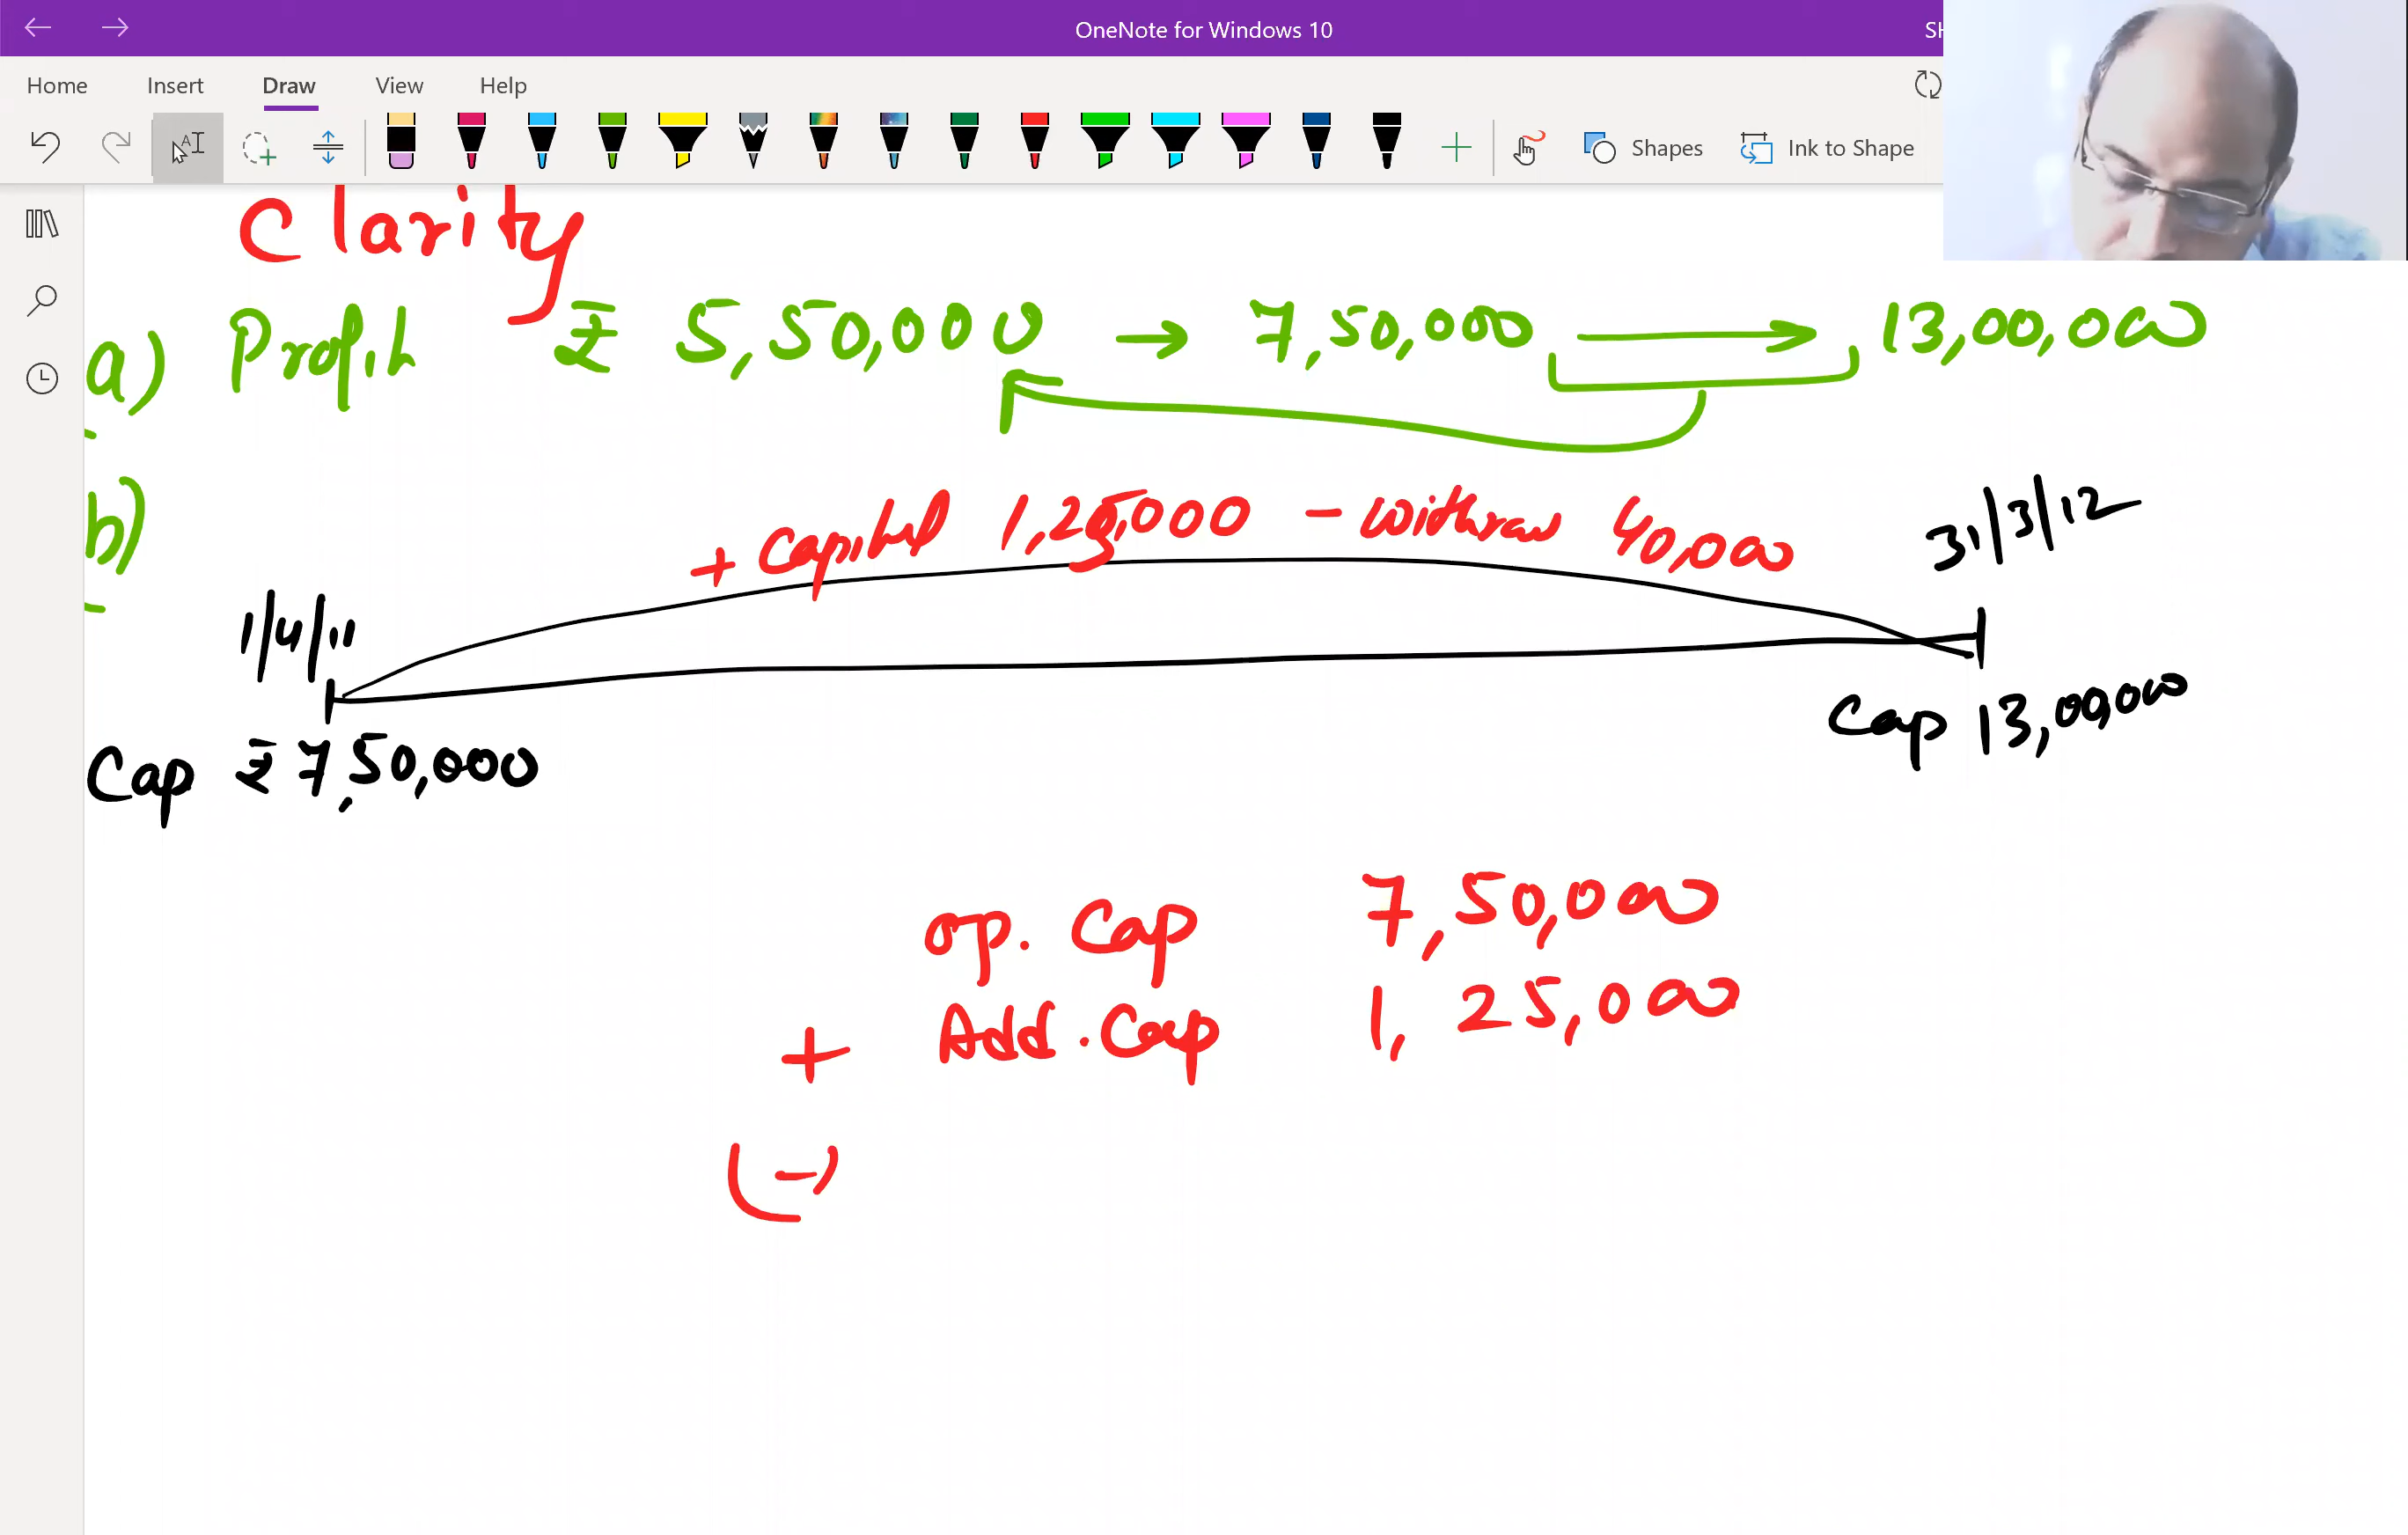 OneNote for Windows 10
SH
Home Insert Draw View Help
Shapes Ink to Shape
Clarity
a) Profit ₹ 5,50,000 → 7,50,000 → 13,00,000
b)
+ Capital 1,25,000 - withraw 40,000
31/3/12
1/4/11
Cap 13,00,000
Cap ₹ 7,50,000
op. Cap 7,50,000
+ Add. Cap 1,25,000
(-)